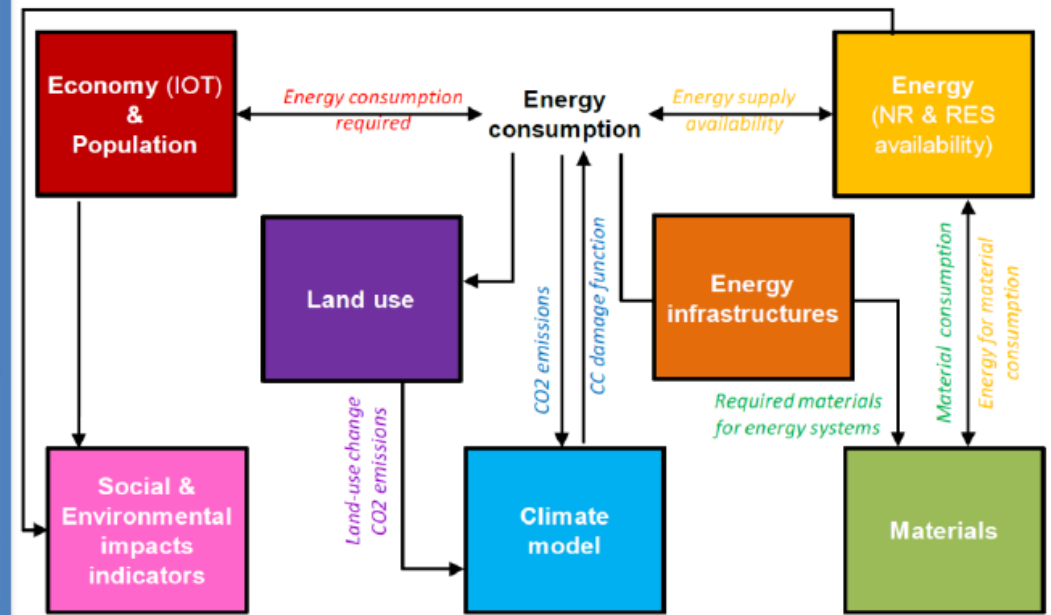 Economy (IOT)
&
Population
Energy consumption
required
Energy
consumption
Energy supply
availability
Energy
(NR & RES
availability)
Land use
CO2 emissions
CC damage function
Energy
infrastructures
Material consumption
Energy for material
consumption
Land-use change
CO2 emissions
Required materials
for energy systems
Social &
Environmental
impacts
indicators
Climate
model
Materials